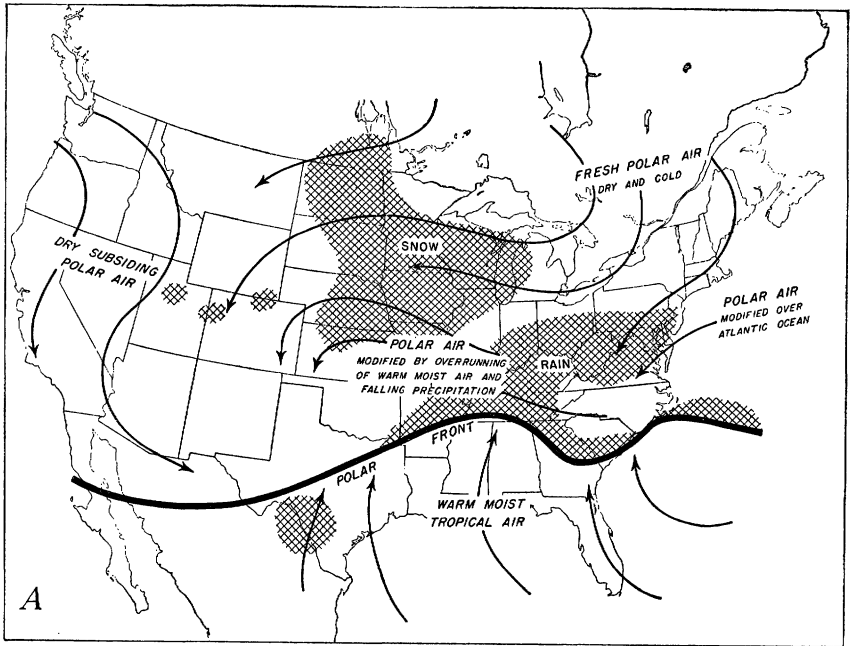 FRESH POLAR AIR
DRY AND COLD
DRY SUBSIDING
POLAR AIR
SNOW
POLAR AIR
MODIFIED OVER
ATLANTIC OCEAN
POLAR AIR
MODIFIED BY OVERRUNNING
OF WARM MOIST AIR AND
FALLING PRECIPITATION
RAIN
POLAR FRONT
WARM MOIST
TROPICAL AIR
A